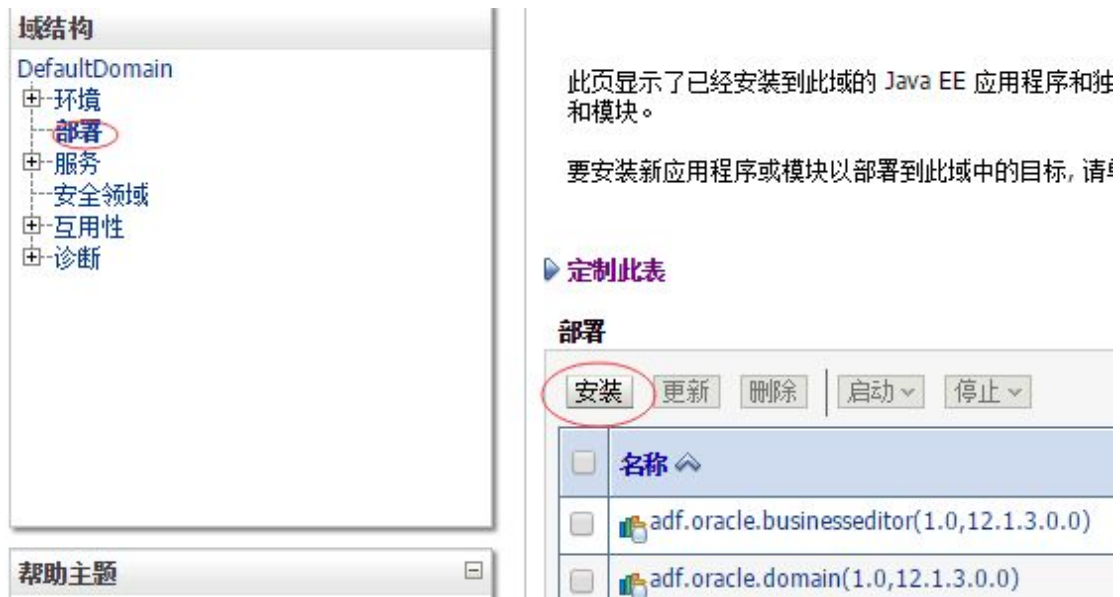 域结构
DefaultDomain
环境
部署
服务
安全领域
互用性
诊断
帮助主题
此页显示了已经安装到此域的 Java EE 应用程序和独
和模块。
要安装新应用程序或模块以部署到此域中的目标, 请
定制此表
部署
安装 更新 删除 启动 停止
名称
adf.oracle.businesseditor(1.0,12.1.3.0.0)
adf.oracle.domain(1.0,12.1.3.0.0)